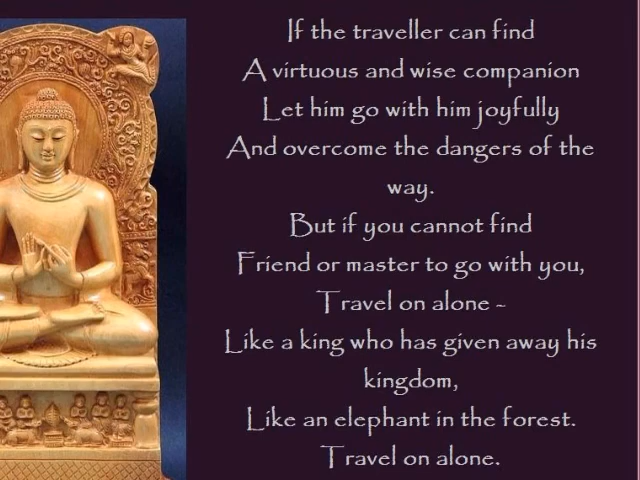 If the traveller can find
A virtuous and wise companion
Let him go with him joyfully
And overcome the dangers of the
way.
But if you cannot find
Friend or master to go with you,
Travel on alone -
Like a king who has given away his
kingdom,
Like an elephant in the forest.
Travel on alone.